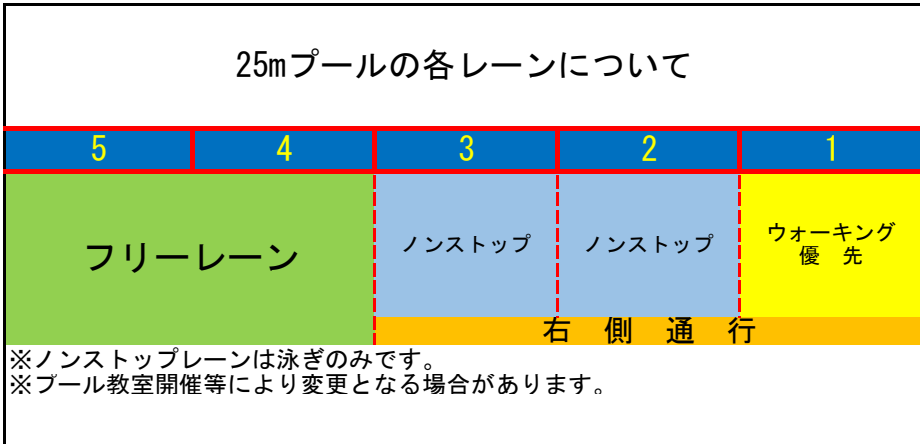 25mプールの各レーンについて
5 4 3 2 1
フリーレーン ノンストップ ノンストップ ウォーキング
優 先
右 側 通 行
※ノンストップレーンは泳ぎのみです。
※プール教室開催等により変更となる場合があります。